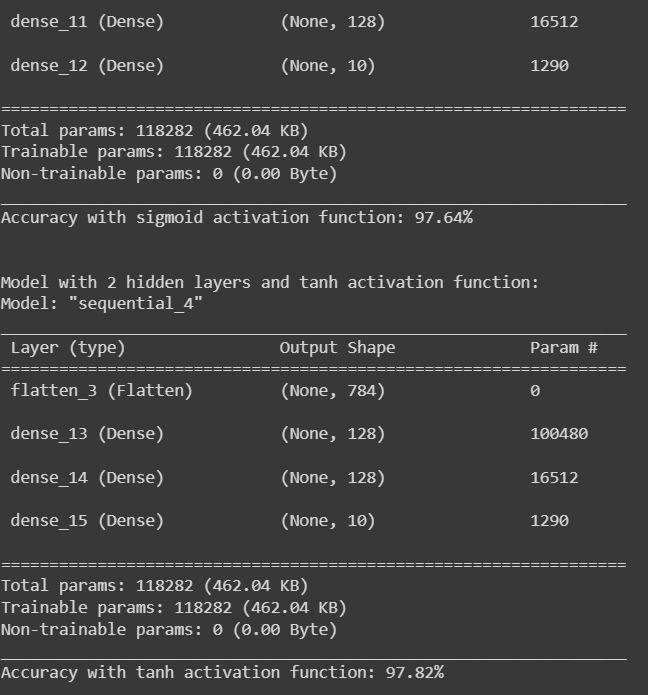 dense_11 (Dense) (None, 128) 16512
dense_12 (Dense) (None, 10) 1290
=================================================================
Total params: 118282 (462.04 KB)
Trainable params: 118282 (462.04 KB)
Non-trainable params: 0 (0.00 Byte)
_________________________________________________________________
Accuracy with sigmoid activation function: 97.64%
Model with 2 hidden layers and tanh activation function:
Model: "sequential_4"
_________________________________________________________________
Layer (type) Output Shape Param #
=================================================================
flatten_3 (Flatten) (None, 784) 0
dense_13 (Dense) (None, 128) 100480
dense_14 (Dense) (None, 128) 16512
dense_15 (Dense) (None, 10) 1290
=================================================================
Total params: 118282 (462.04 KB)
Trainable params: 118282 (462.04 KB)
Non-trainable params: 0 (0.00 Byte)
_________________________________________________________________
Accuracy with tanh activation function: 97.82%